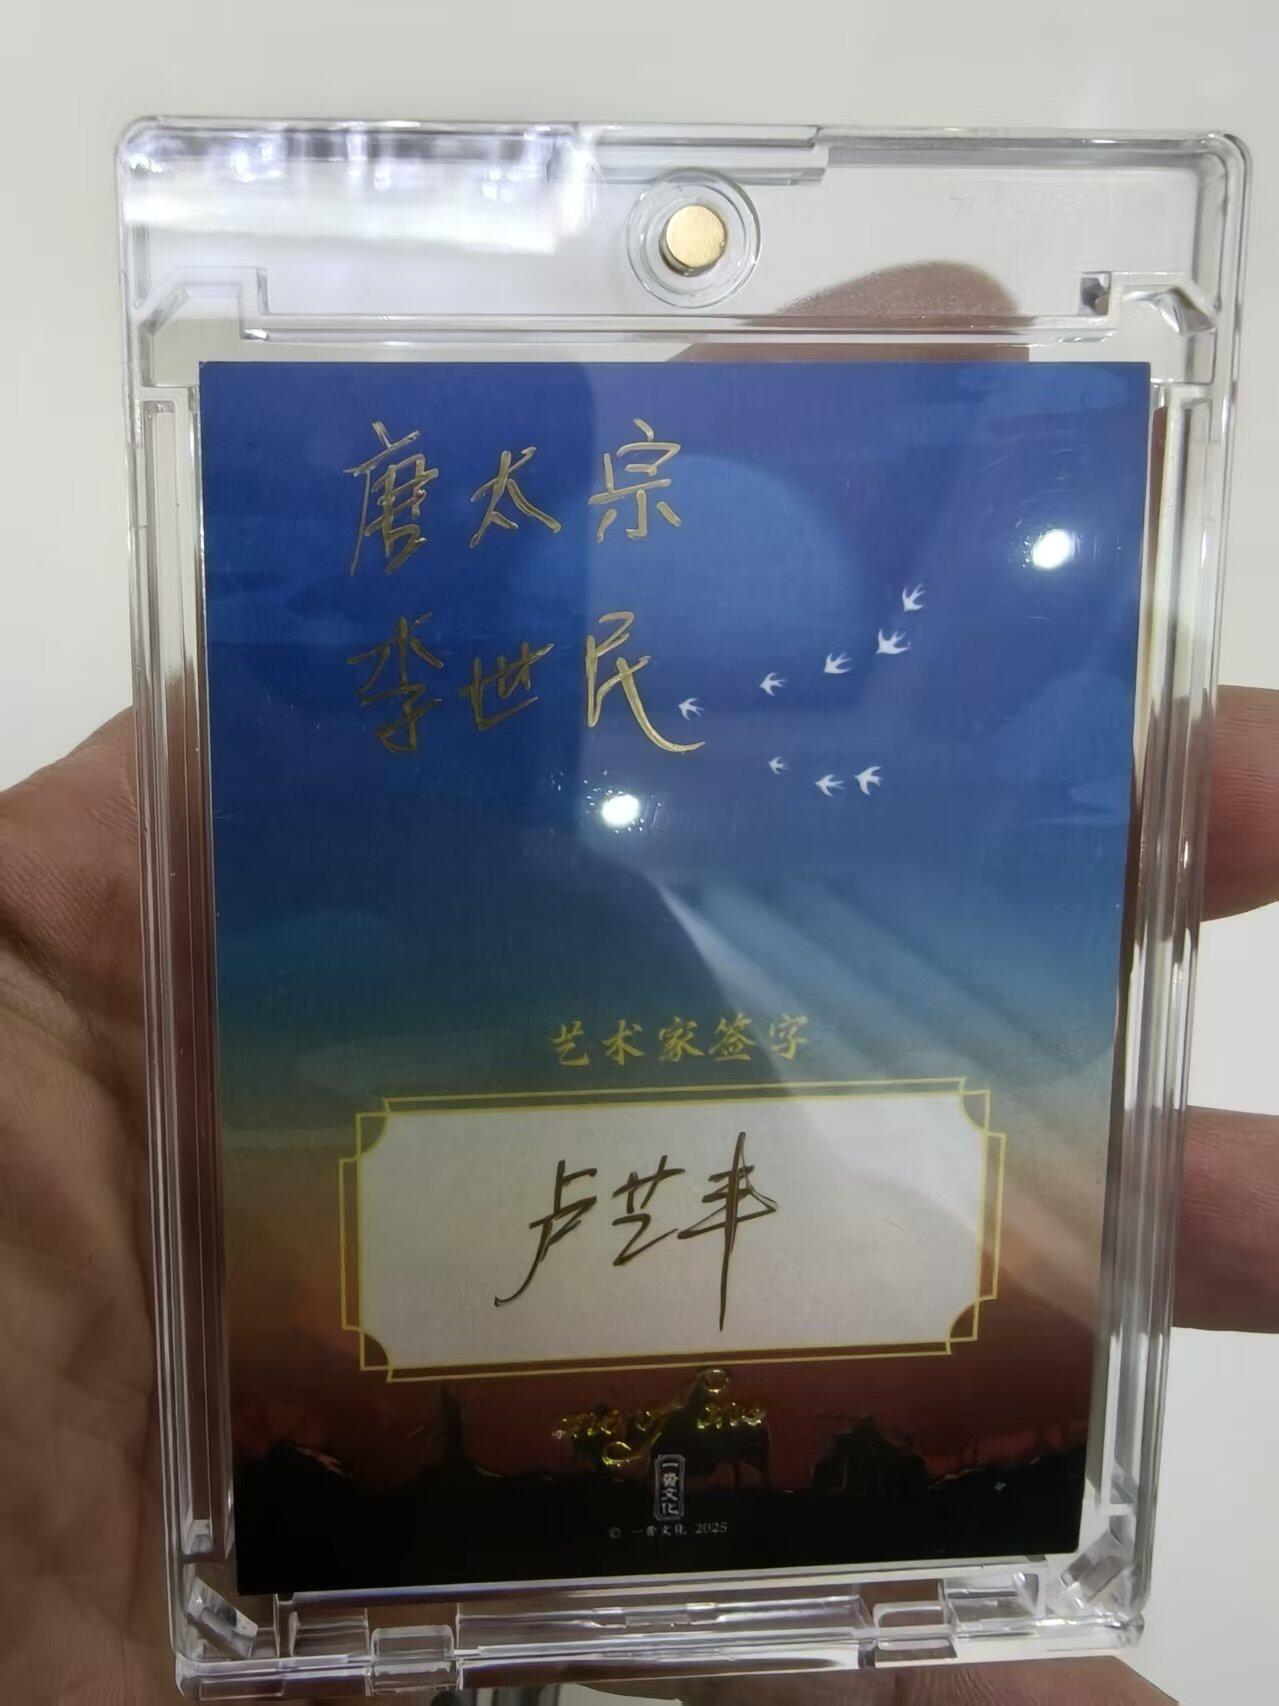 唐太宗
李世民
艺术家签字
卢艺丰
one of one
一番文化
© 一番文化 2025